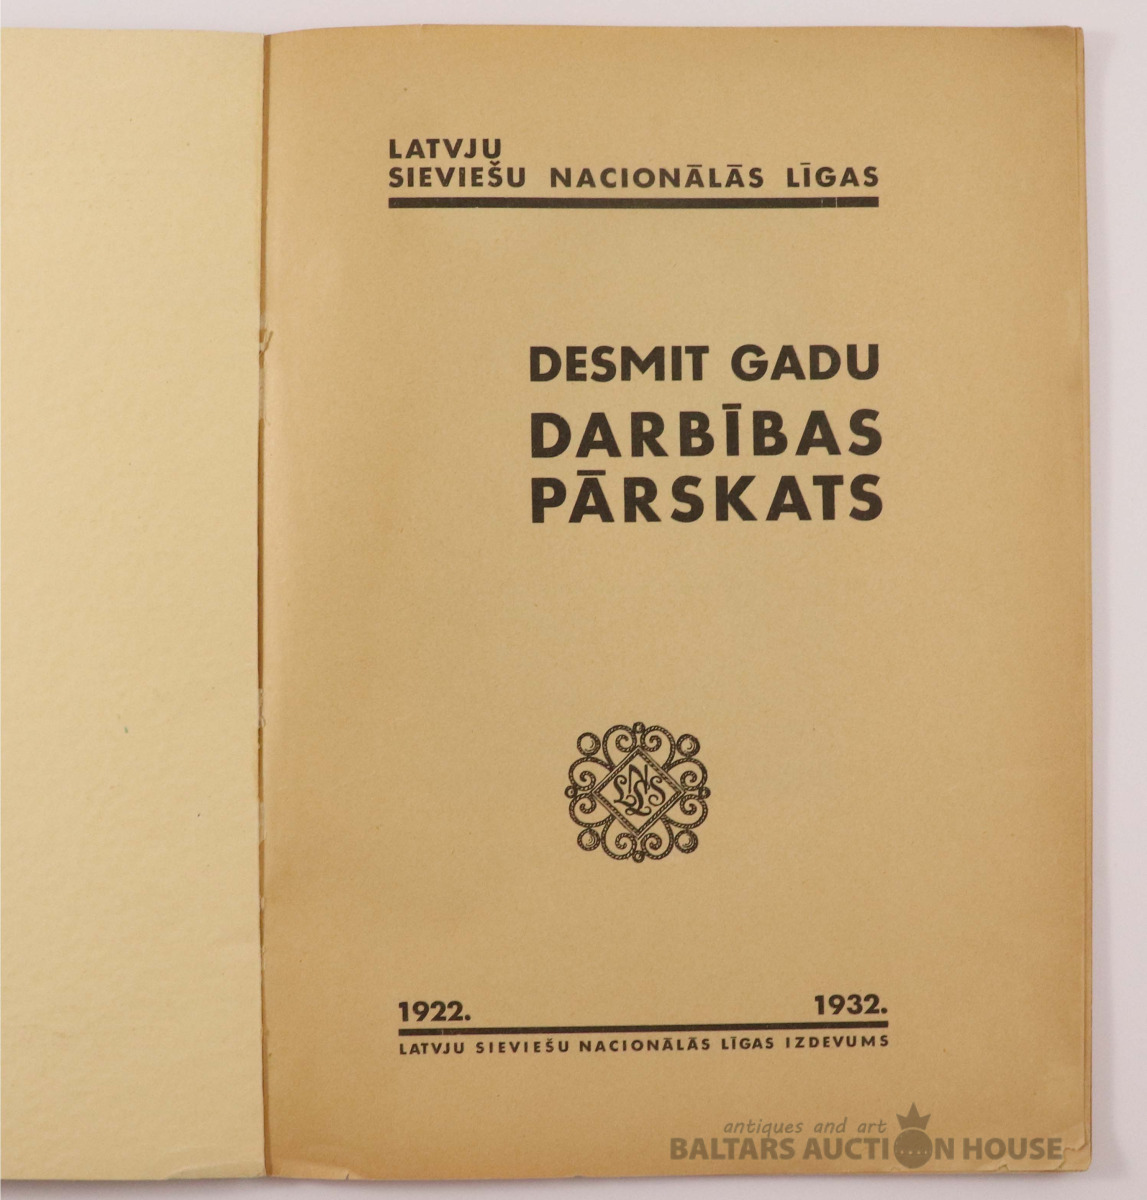 LATVJU
SIEVIEŠU NACIONĀLĀS LĪGAS
DESMIT GADU
DARBĪBAS
PĀRSKATS
LNLS
1922. 1932.
LATVJU SIEVIEŠU NACIONĀLĀS LĪGAS IZDEVUMS
antiques and art
BALTARS AUCTION HOUSE